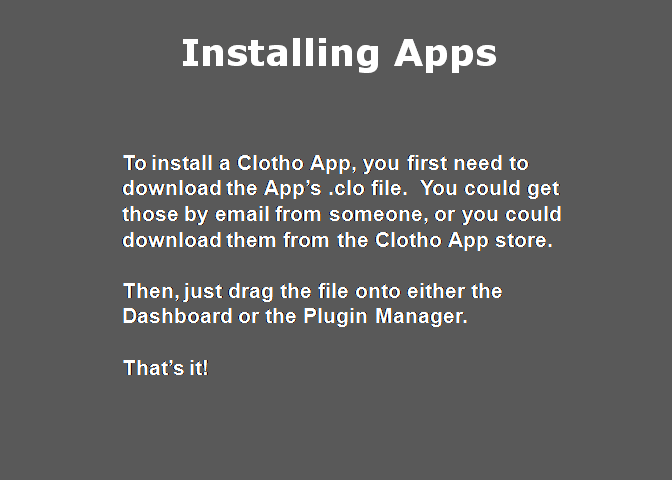 Installing Apps
To install a Clotho App, you first need to
download the App’s .clo file.  You could get
those by email from someone, or you could
download them from the Clotho App store.
Then, just drag the file onto either the
Dashboard or the Plugin Manager.
That’s it!